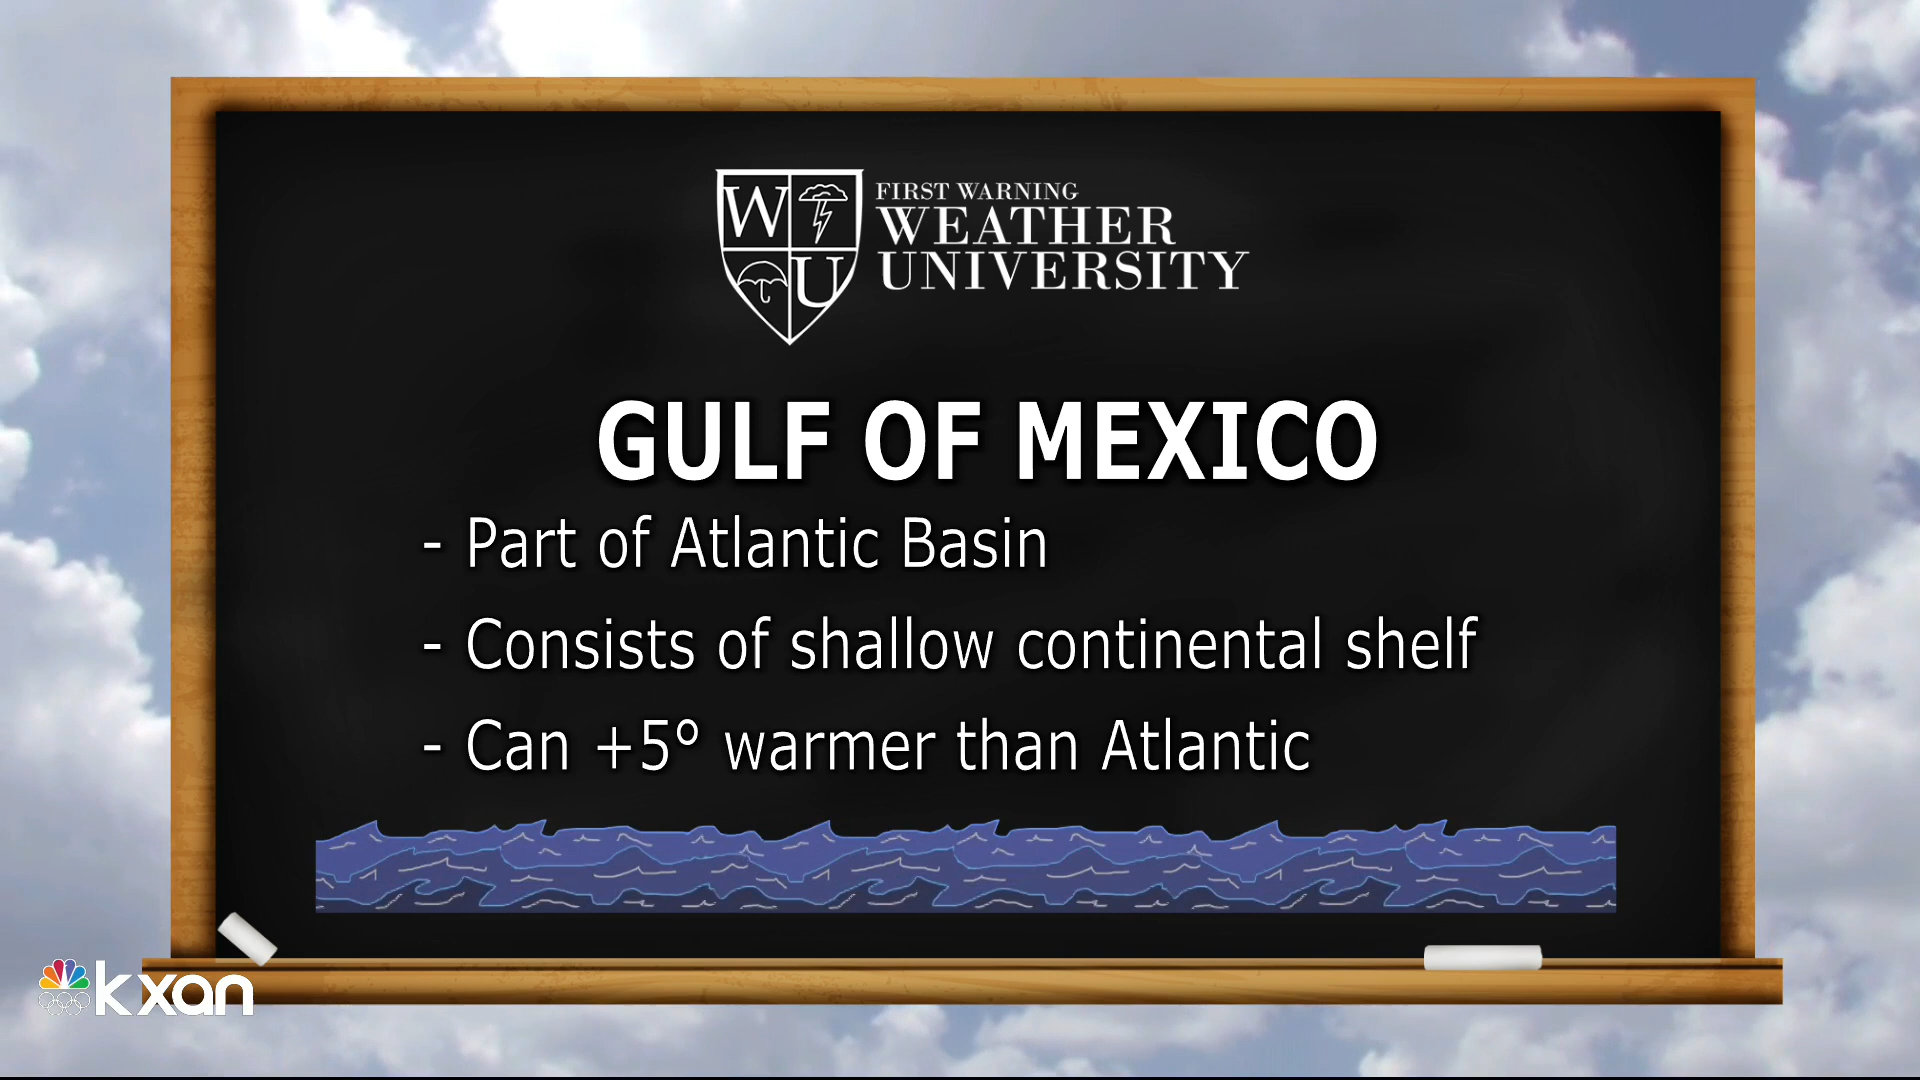 W
U
FIRST WARNING
WEATHER
UNIVERSITY
GULF OF MEXICO
- Part of Atlantic Basin
- Consists of shallow continental shelf
- Can +5° warmer than Atlantic
kxan